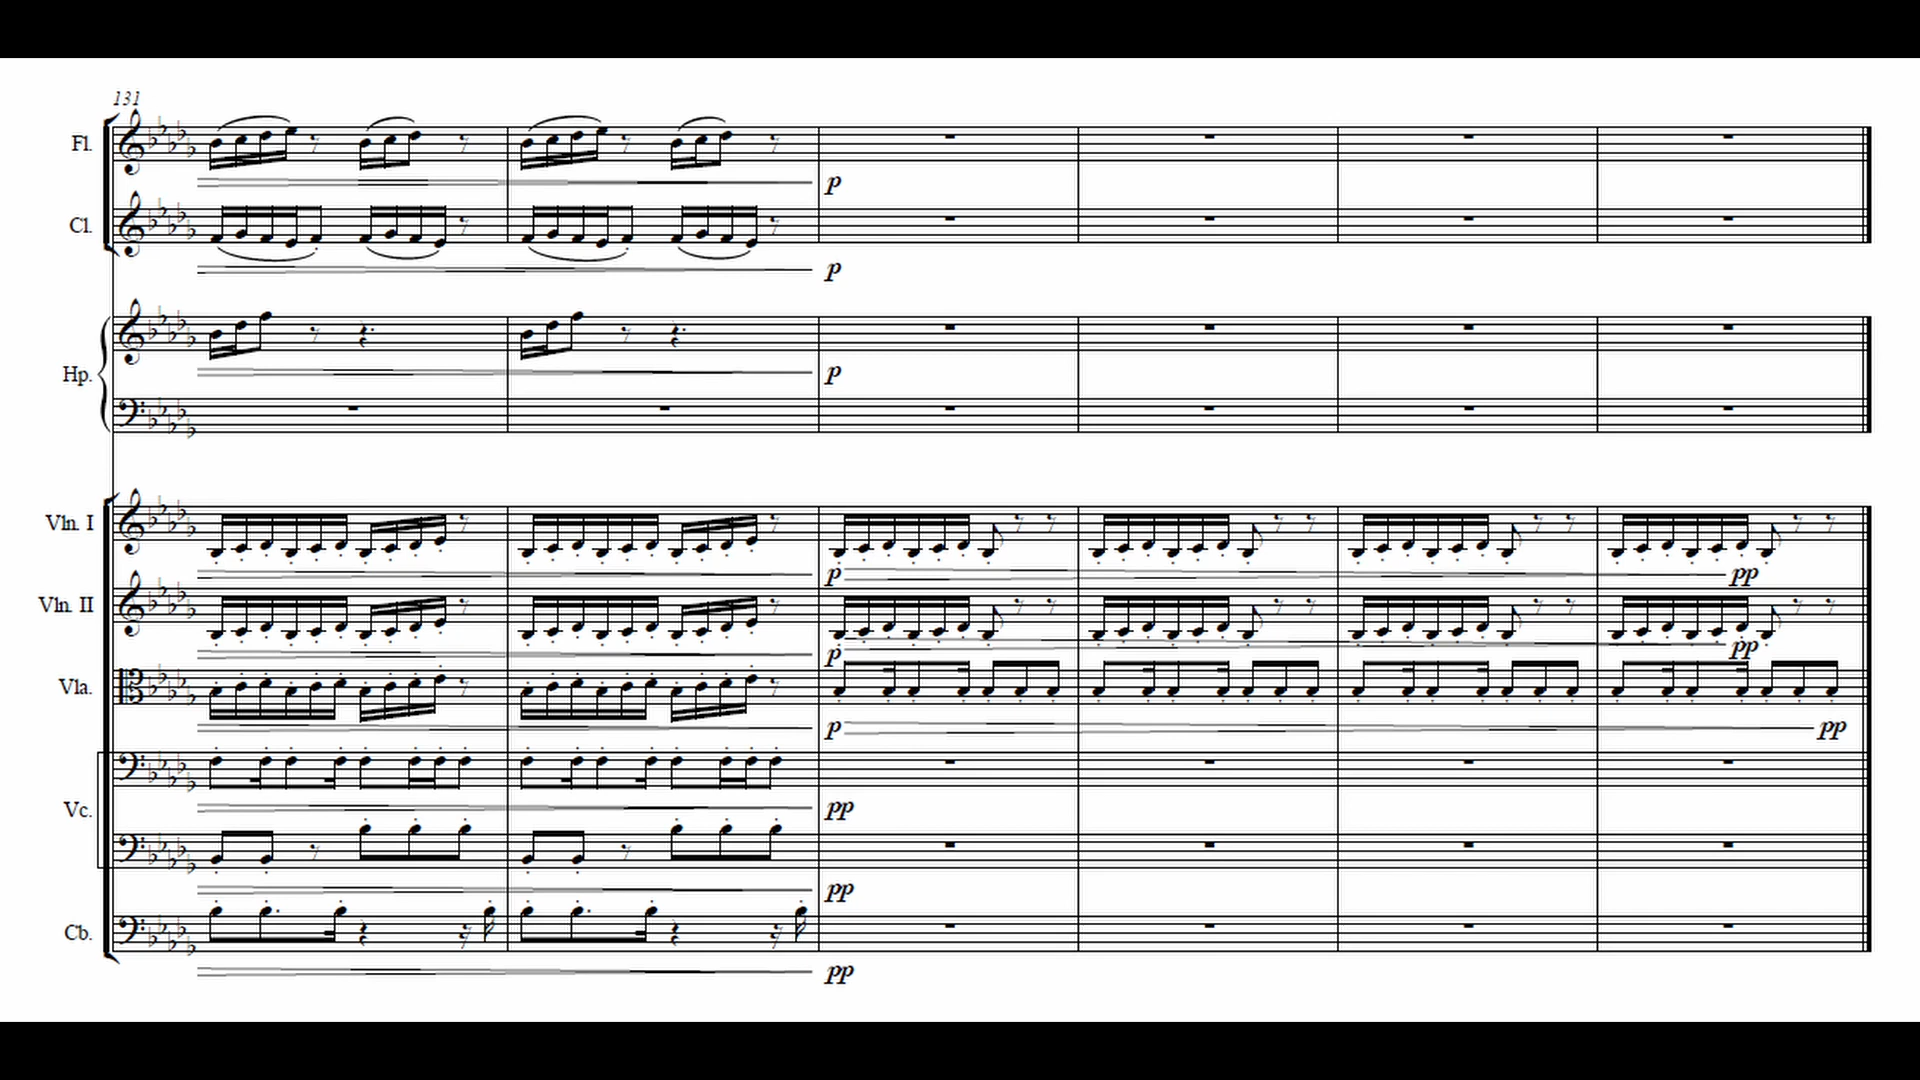 131
Fl.
p
Cl.
p
Hp.
p
Vln. I
p pp
Vln. II
p pp
Vla.
p pp
Vc.
pp
pp
Cb.
pp